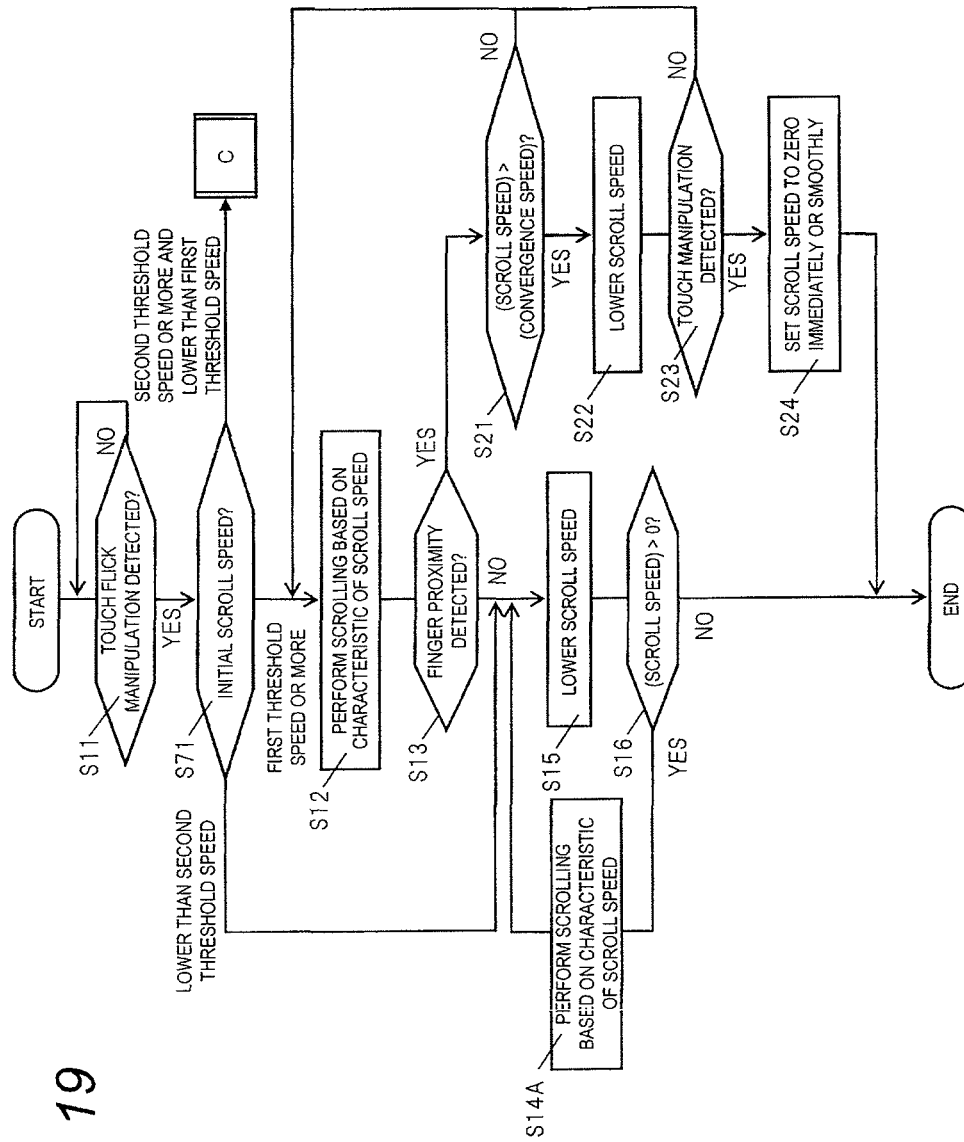 19
START
S11
TOUCH FLICK
MANIPULATION DETECTED?
NO
YES
S71
INITIAL SCROLL SPEED?
SECOND THRESHOLD
SPEED OR MORE AND
LOWER THAN FIRST
THRESHOLD SPEED
C
LOWER THAN SECOND
THRESHOLD SPEED
FIRST THRESHOLD
SPEED OR MORE
S12
PERFORM SCROLLING BASED ON
CHARACTERISTIC OF SCROLL SPEED
S13
FINGER PROXIMITY
DETECTED?
YES
NO
S14A
PERFORM SCROLLING
BASED ON CHARACTERISTIC
OF SCROLL SPEED
S15
LOWER SCROLL SPEED
S16
(SCROLL SPEED) > 0?
YES
NO
S21
(SCROLL SPEED) >
(CONVERGENCE SPEED)?
NO
YES
S22
LOWER SCROLL SPEED
S23
TOUCH MANIPULATION
DETECTED?
NO
YES
S24
SET SCROLL SPEED TO ZERO
IMMEDIATELY OR SMOOTHLY
END